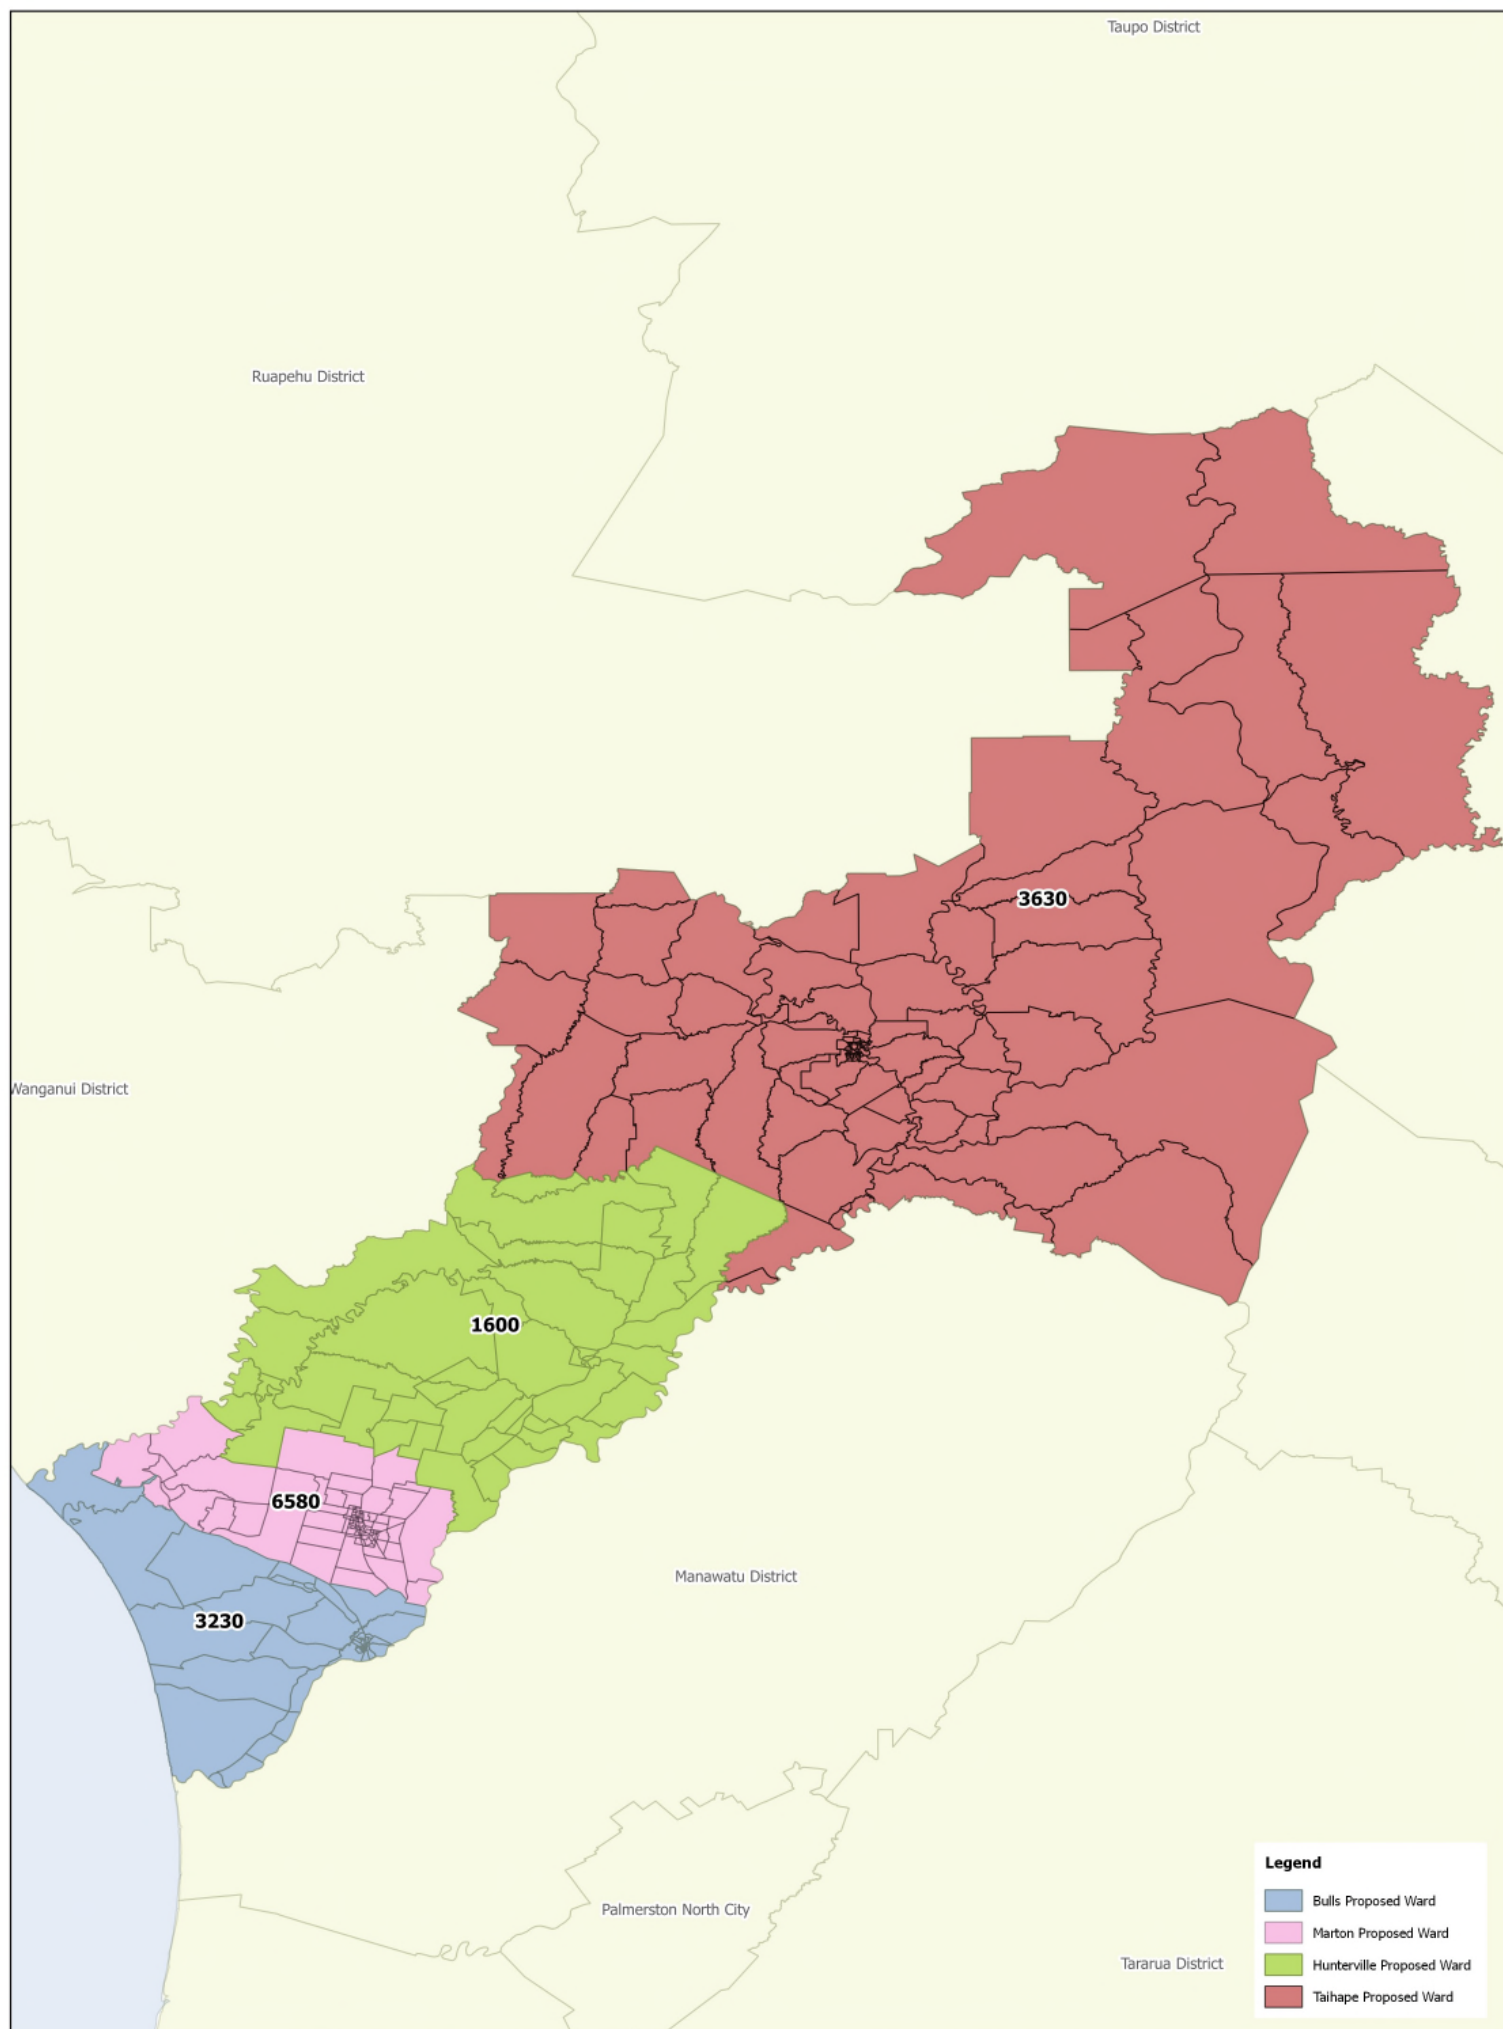 Taupo District
Ruapehu District
3630
Wanganui District
1600
6580
Manawatu District
3230
Palmerston North City
Tararua District
Legend
Bulls Proposed Ward
Marton Proposed Ward
Hunterville Proposed Ward
Taihape Proposed Ward